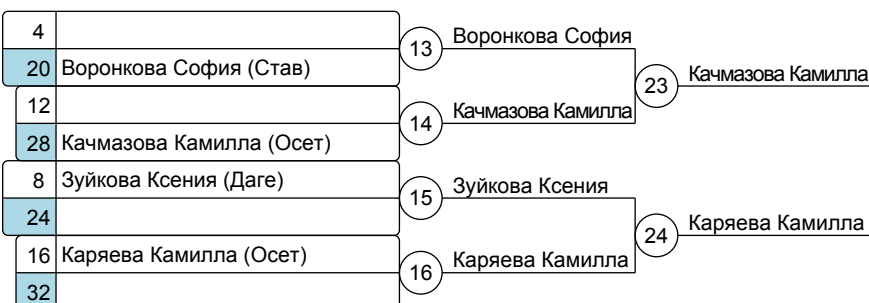 4
20 Воронкова София (Став)
13 Воронкова София
12
28 Качмазова Камилла (Осет)
14 Качмазова Камилла
23 Качмазова Камилла
8 Зуйкова Ксения (Даге)
24
15 Зуйкова Ксения
16 Каряева Камилла (Осет)
32
16 Каряева Камилла
24 Каряева Камилла